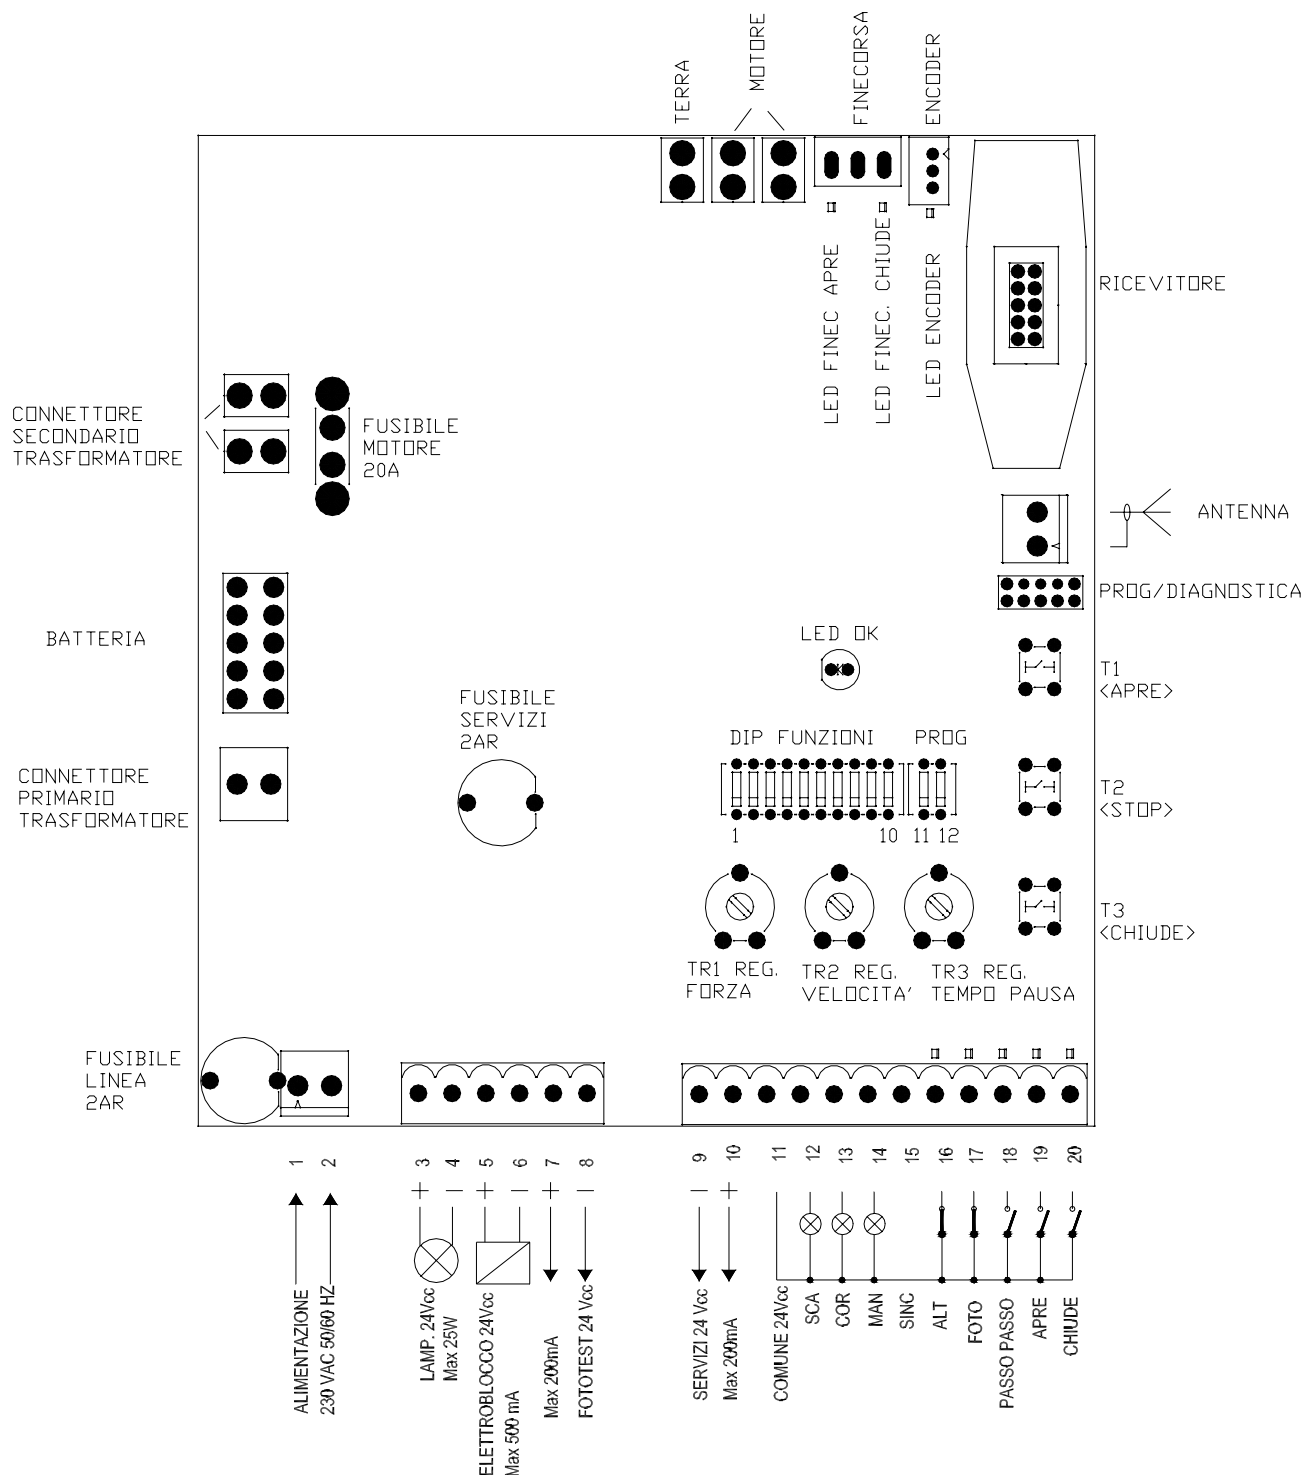 TERRA
MOTORE
FINECORSA
ENCODER
LED FINEC APRE
LED FINEC. CHIUDE
LED ENCODER
RICEVITORE
CONNETTORE
SECONDARIO
TRASFORMATORE
FUSIBILE
MOTORE
20A
ANTENNA
PROG/DIAGNOSTICA
BATTERIA
LED OK
T1
<APRE>
FUSIBILE
SERVIZI
2AR
DIP FUNZIONI
PROG
CONNETTORE
PRIMARIO
TRASFORMATORE
T2
<STOP>
1
10
11
12
T3
<CHIUDE>
TR1 REG.
FORZA
TR2 REG.
VELOCITA'
TR3 REG.
TEMPO PAUSA
FUSIBILE
LINEA
2AR
1
2
3
4
5
6
7
8
9
10
11
12
13
14
15
16
17
18
19
20
ALIMENTAZIONE
230 VAC 50/60 HZ
LAMP. 24Vcc
Max 25W
ELETTROBLOCCO 24Vcc
Max 500 mA
Max 200mA
FOTOTEST 24 Vcc
SERVIZI 24 Vcc
Max 200mA
COMUNE 24Vcc
SCA
COR
MAN
SINC
ALT
FOTO
PASSO PASSO
APRE
CHIUDE